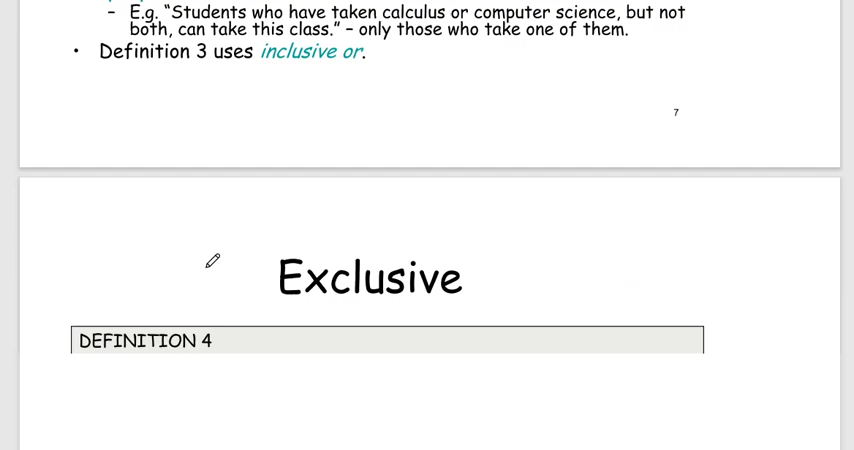 – E.g. “Students who have taken calculus or computer science, but not
both, can take this class.” – only those who take one of them.
• Definition 3 uses inclusive or.
7
Exclusive
DEFINITION 4